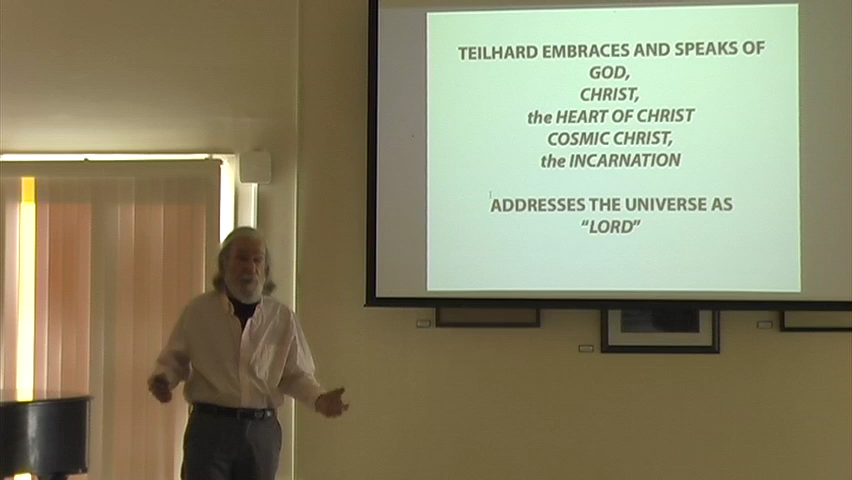 TEILHARD EMBRACES AND SPEAKS OF
GOD,
CHRIST,
the HEART OF CHRIST
COSMIC CHRIST,
the INCARNATION
ADDRESSES THE UNIVERSE AS
“LORD”